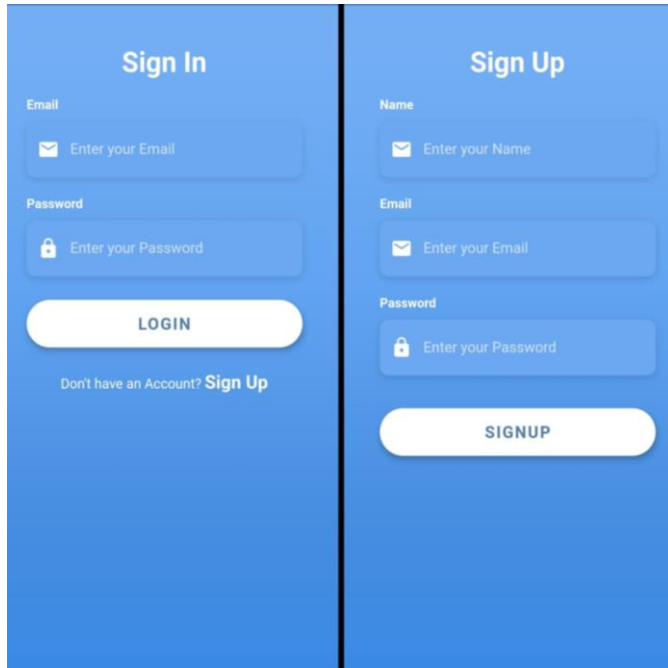 Sign In
Email
Enter your Email
Password
Enter your Password
LOGIN
Don't have an Account? Sign Up
Sign Up
Name
Enter your Name
Email
Enter your Email
Password
Enter your Password
SIGNUP